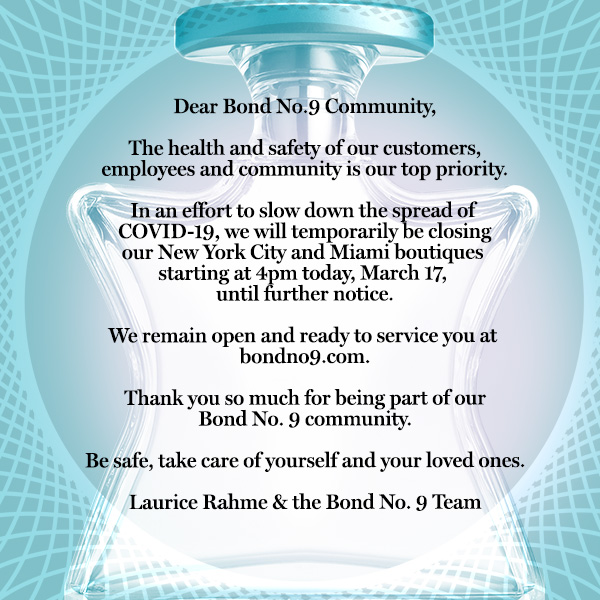 Dear Bond No.9 Community,
The health and safety of our customers,
employees and community is our top priority.
In an effort to slow down the spread of
COVID-19, we will temporarily be closing
our New York City and Miami boutiques
starting at 4pm today, March 17,
until further notice.
We remain open and ready to service you at
bondno9.com.
Thank you so much for being part of our
Bond No. 9 community.
Be safe, take care of yourself and your loved ones.
Laurice Rahme & the Bond No. 9 Team